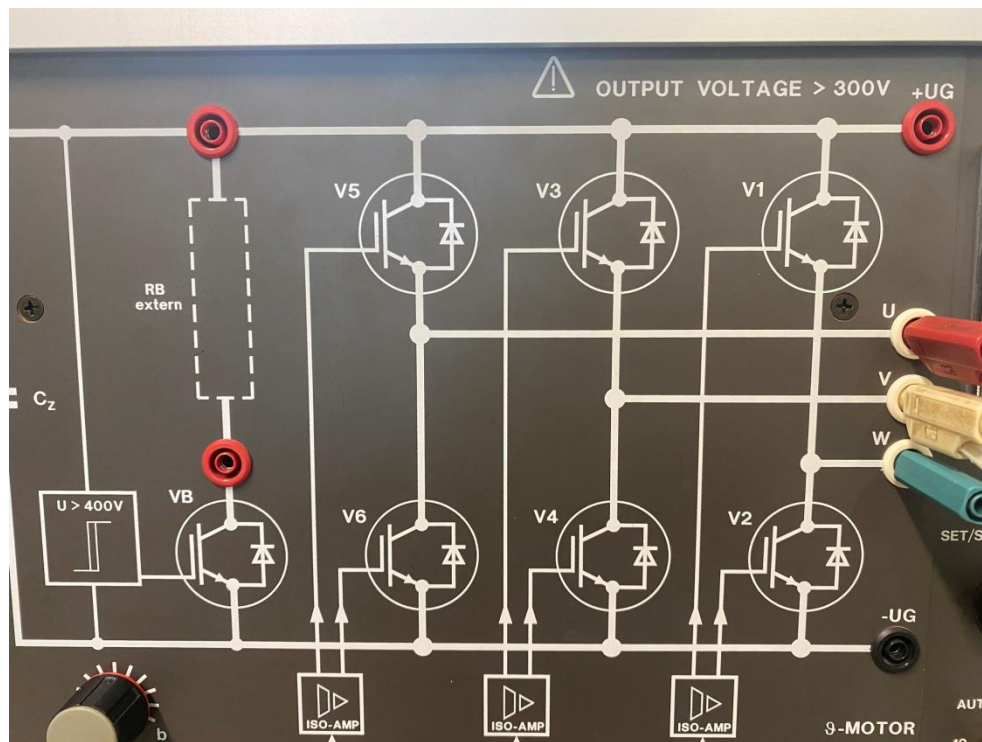 OUTPUT VOLTAGE > 300V
+UG
V5
V3
V1
RB
extern
U
V
W
Cz
U > 400V
VB
V6
V4
V2
SET/S
-UG
ISO-AMP
ISO-AMP
ISO-AMP
b
ϑ-MOTOR
AUT